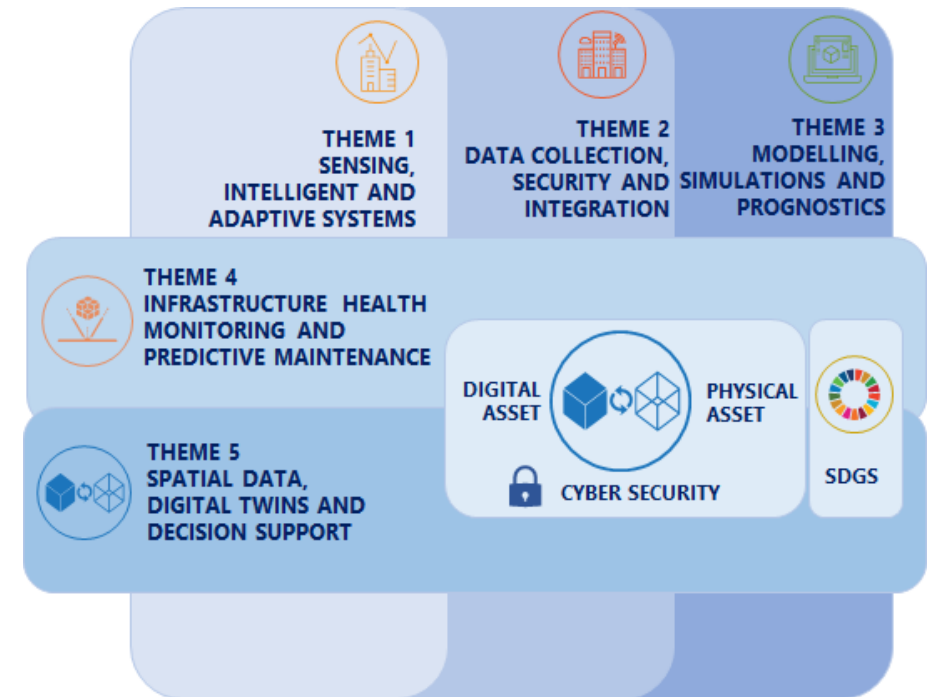 THEME 1
SENSING,
INTELLIGENT AND
ADAPTIVE SYSTEMS
THEME 2
DATA COLLECTION,
SECURITY AND
INTEGRATION
THEME 3
MODELLING,
SIMULATIONS AND
PROGNOSTICS
THEME 4
INFRASTRUCTURE HEALTH
MONITORING AND
PREDICTIVE MAINTENANCE
DIGITAL
ASSET
PHYSICAL
ASSET
CYBER SECURITY
SDGS
THEME 5
SPATIAL DATA,
DIGITAL TWINS AND
DECISION SUPPORT